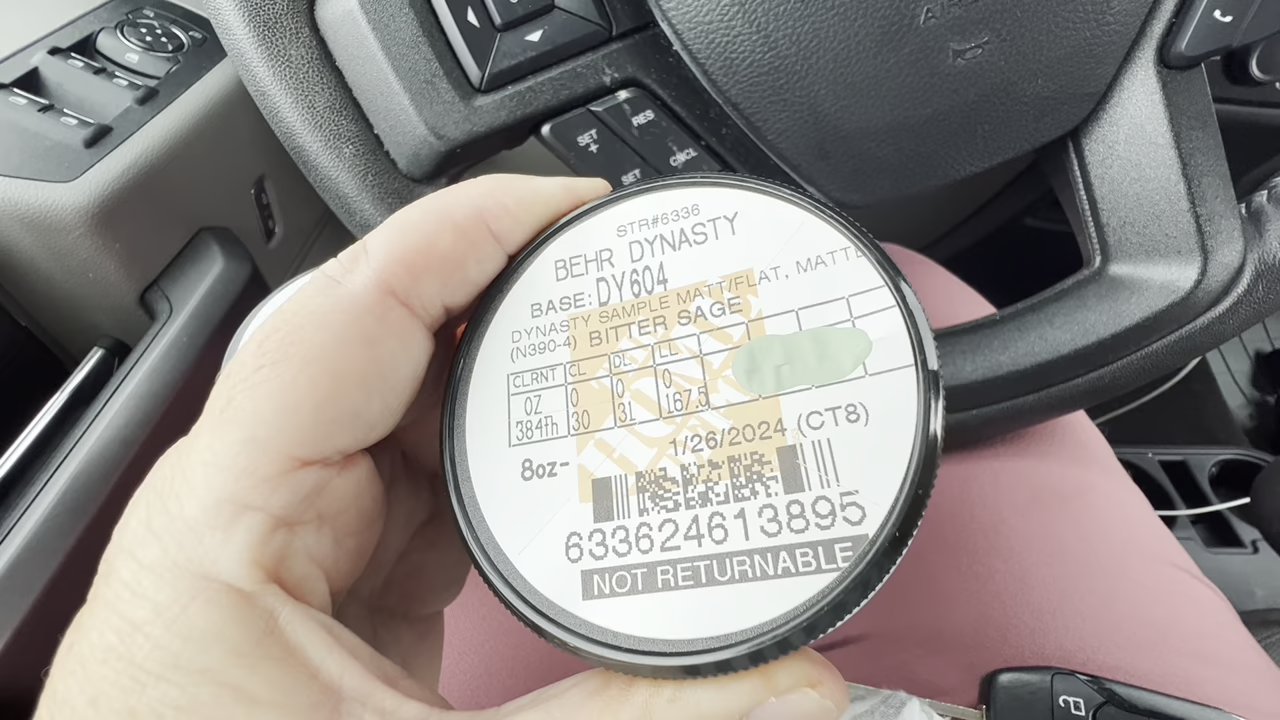 AIR
SET
+
RES
CNCL
SET
STR#6336
BEHR DYNASTY
BASE: DY604
DYNASTY SAMPLE MATT/FLAT, MATTE
(N390-4) BITTER SAGE
CLRNT CL DL LL
OZ 0 0 0
384th 30 31 167.5
1/26/2024 (CT8)
8oz-
633624613895
NOT RETURNABLE